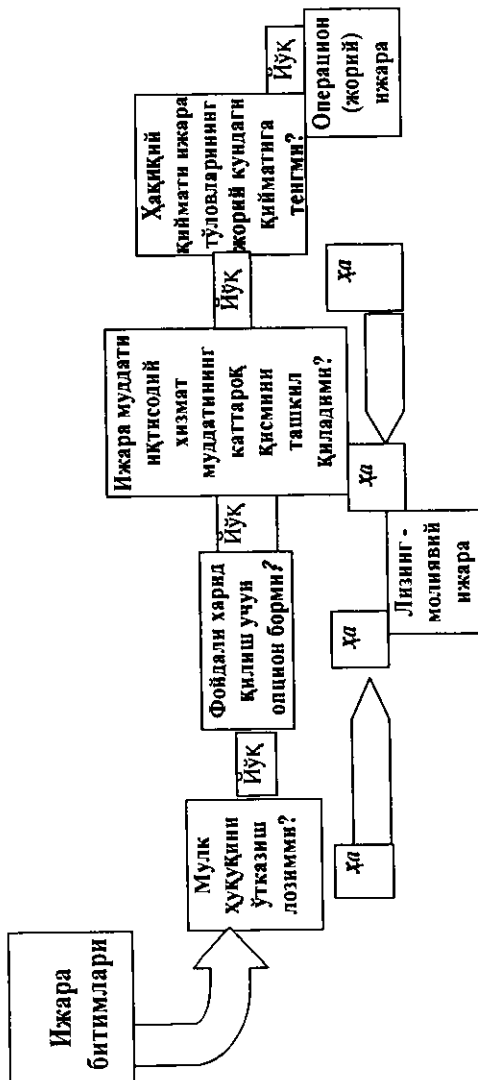 Ижара
битимлари
Мулк
ҳуқуқини
ўтказиш
лозимми?
Йўқ
Фойдали харид
қилиш учун
опцион борми?
Йўқ
Ижара муддати
иқтисодий
хизмат
муддатининг
каттароқ
қисмини
ташкил
қиладими?
Йўқ
Ҳақиқий
қиймати ижара
тўловларининг
жорий кундаги
қийматига
тенгми?
Йўқ
Операцион
(жорий)
ижара
ҳа
ҳа
ҳа
ҳа
Лизинг -
молиявий
ижара